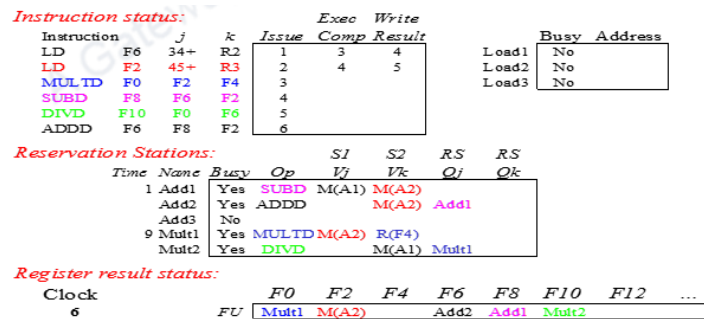 Instruction status: Exec Write
Instruction j k Issue Comp Result Busy Address
LD F6 34+ R2 1 3 4 Load1 No
LD F2 45+ R3 2 4 5 Load2 No
MULTD F0 F2 F4 3 Load3 No
SUBD F8 F6 F2 4
DIVD F10 F0 F6 5
ADDD F6 F8 F2 6
Reservation Stations: S1 S2 RS RS
Time Name Busy Op Vj Vk Qj Qk
1 Add1 Yes SUBD M(A1) M(A2)
Add2 Yes ADDD M(A2) Add1
Add3 No
9 Mult1 Yes MULTD M(A2) R(F4)
Mult2 Yes DIVD M(A1) Mult1
Register result status:
Clock F0 F2 F4 F6 F8 F10 F12 ...
6 FU Mult1 M(A2) Add2 Add1 Mult2